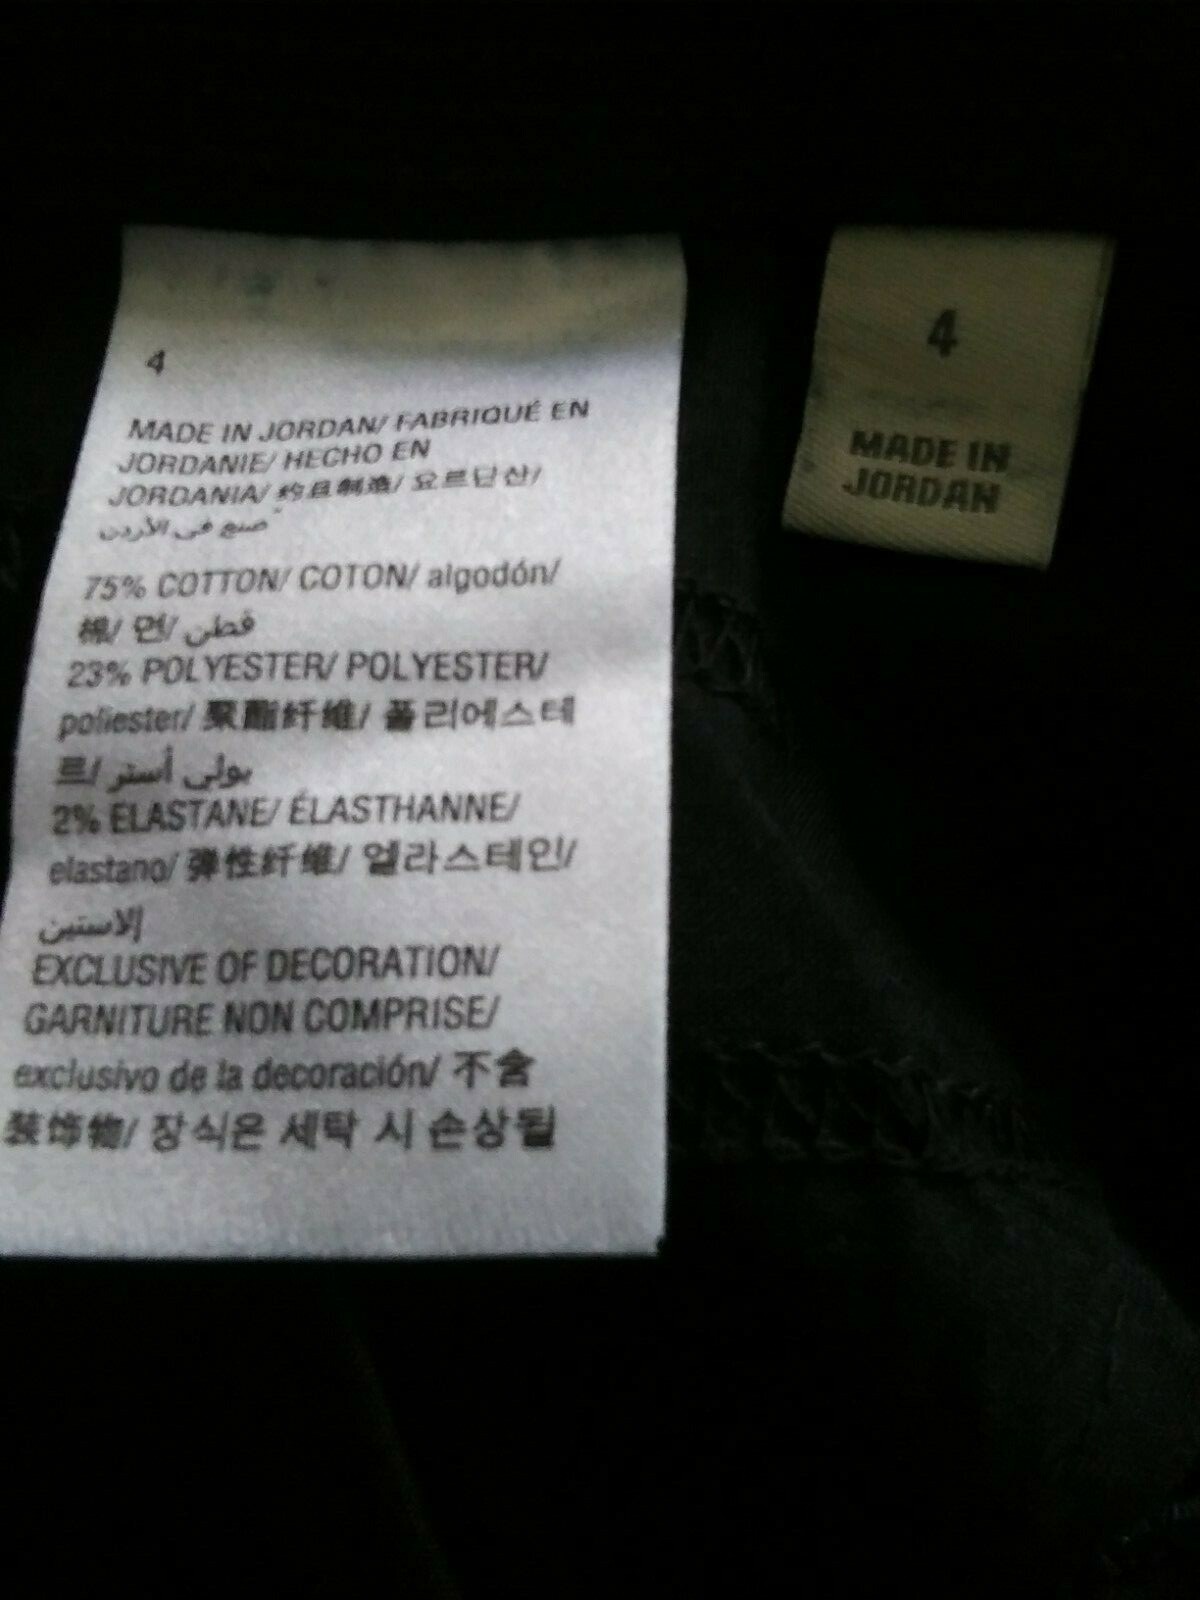 4
MADE IN JORDAN/ FABRIQUÉ EN
JORDANIE/ HECHO EN
JORDANIA/ 约旦制造/ 요르단산/
صنع في الأردن
75% COTTON/ COTON/ algodón/
棉/ 면/ قطن
23% POLYESTER/ POLYESTER/
poliester/ 聚酯纤维/ 폴리에스테
르/ بولي أستر
2% ELASTANE/ ÉLASTHANNE/
elastano/ 弹性纤维/ 엘라스테인/
إلاستين
EXCLUSIVE OF DECORATION/
GARNITURE NON COMPRISE/
exclusivo de la decoración/ 不含
装饰物/ 장식은 세탁 시 손상될
4
MADE IN
JORDAN